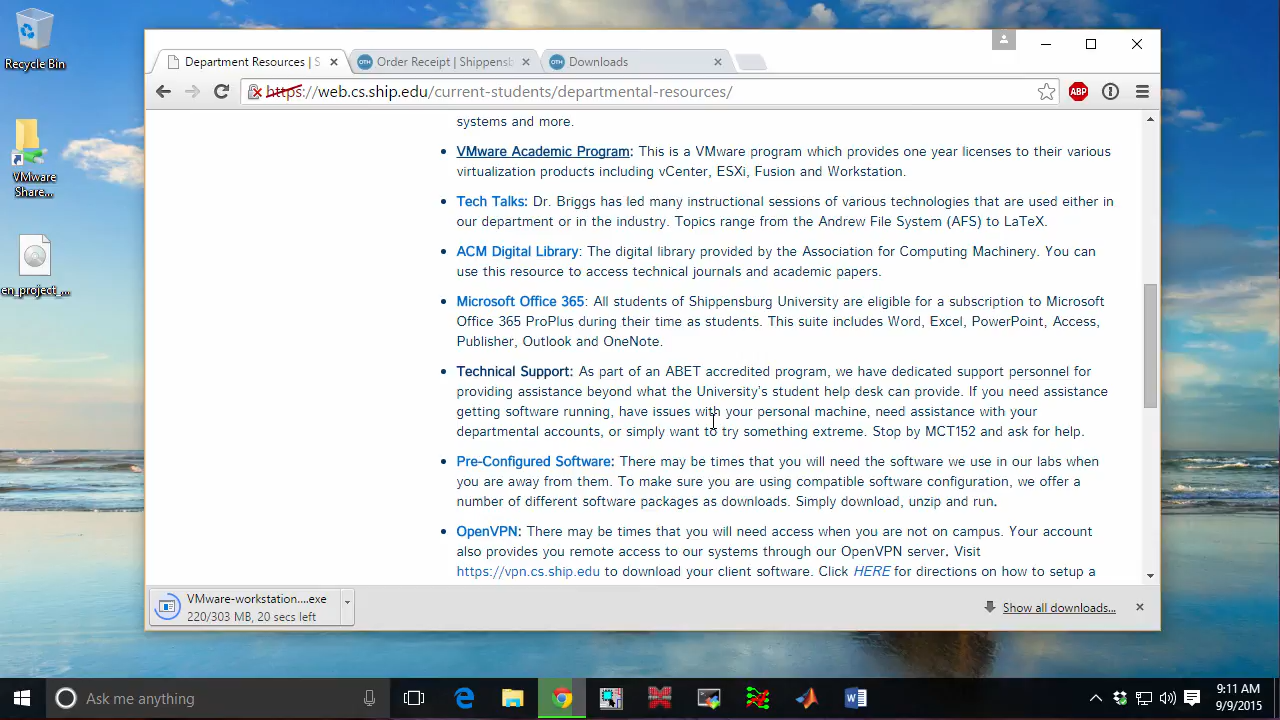 Recycle Bin
VMware
Share...
en_project_...
Department Resources | S
Order Receipt | Shippensb
Downloads
https://web.cs.ship.edu/current-students/departmental-resources/
ABP
systems and more.
VMware Academic Program: This is a VMware program which provides one year licenses to their various
virtualization products including vCenter, ESXi, Fusion and Workstation.
Tech Talks: Dr. Briggs has led many instructional sessions of various technologies that are used either in
our department or in the industry. Topics range from the Andrew File System (AFS) to LaTeX.
ACM Digital Library: The digital library provided by the Association for Computing Machinery. You can
use this resource to access technical journals and academic papers.
Microsoft Office 365: All students of Shippensburg University are eligible for a subscription to Microsoft
Office 365 ProPlus during their time as students. This suite includes Word, Excel, PowerPoint, Access,
Publisher, Outlook and OneNote.
Technical Support: As part of an ABET accredited program, we have dedicated support personnel for
providing assistance beyond what the University's student help desk can provide. If you need assistance
getting software running, have issues with your personal machine, need assistance with your
departmental accounts, or simply want to try something extreme. Stop by MCT152 and ask for help.
Pre-Configured Software: There may be times that you will need the software we use in our labs when
you are away from them. To make sure you are using compatible software configuration, we offer a
number of different software packages as downloads. Simply download, unzip and run.
OpenVPN: There may be times that you will need access when you are not on campus. Your account
also provides you remote access to our systems through our OpenVPN server. Visit
https://vpn.cs.ship.edu to download your client software. Click HERE for directions on how to setup a
VMware-workstation....exe
220/303 MB, 20 secs left
Show all downloads...
Ask me anything
9:11 AM
9/9/2015